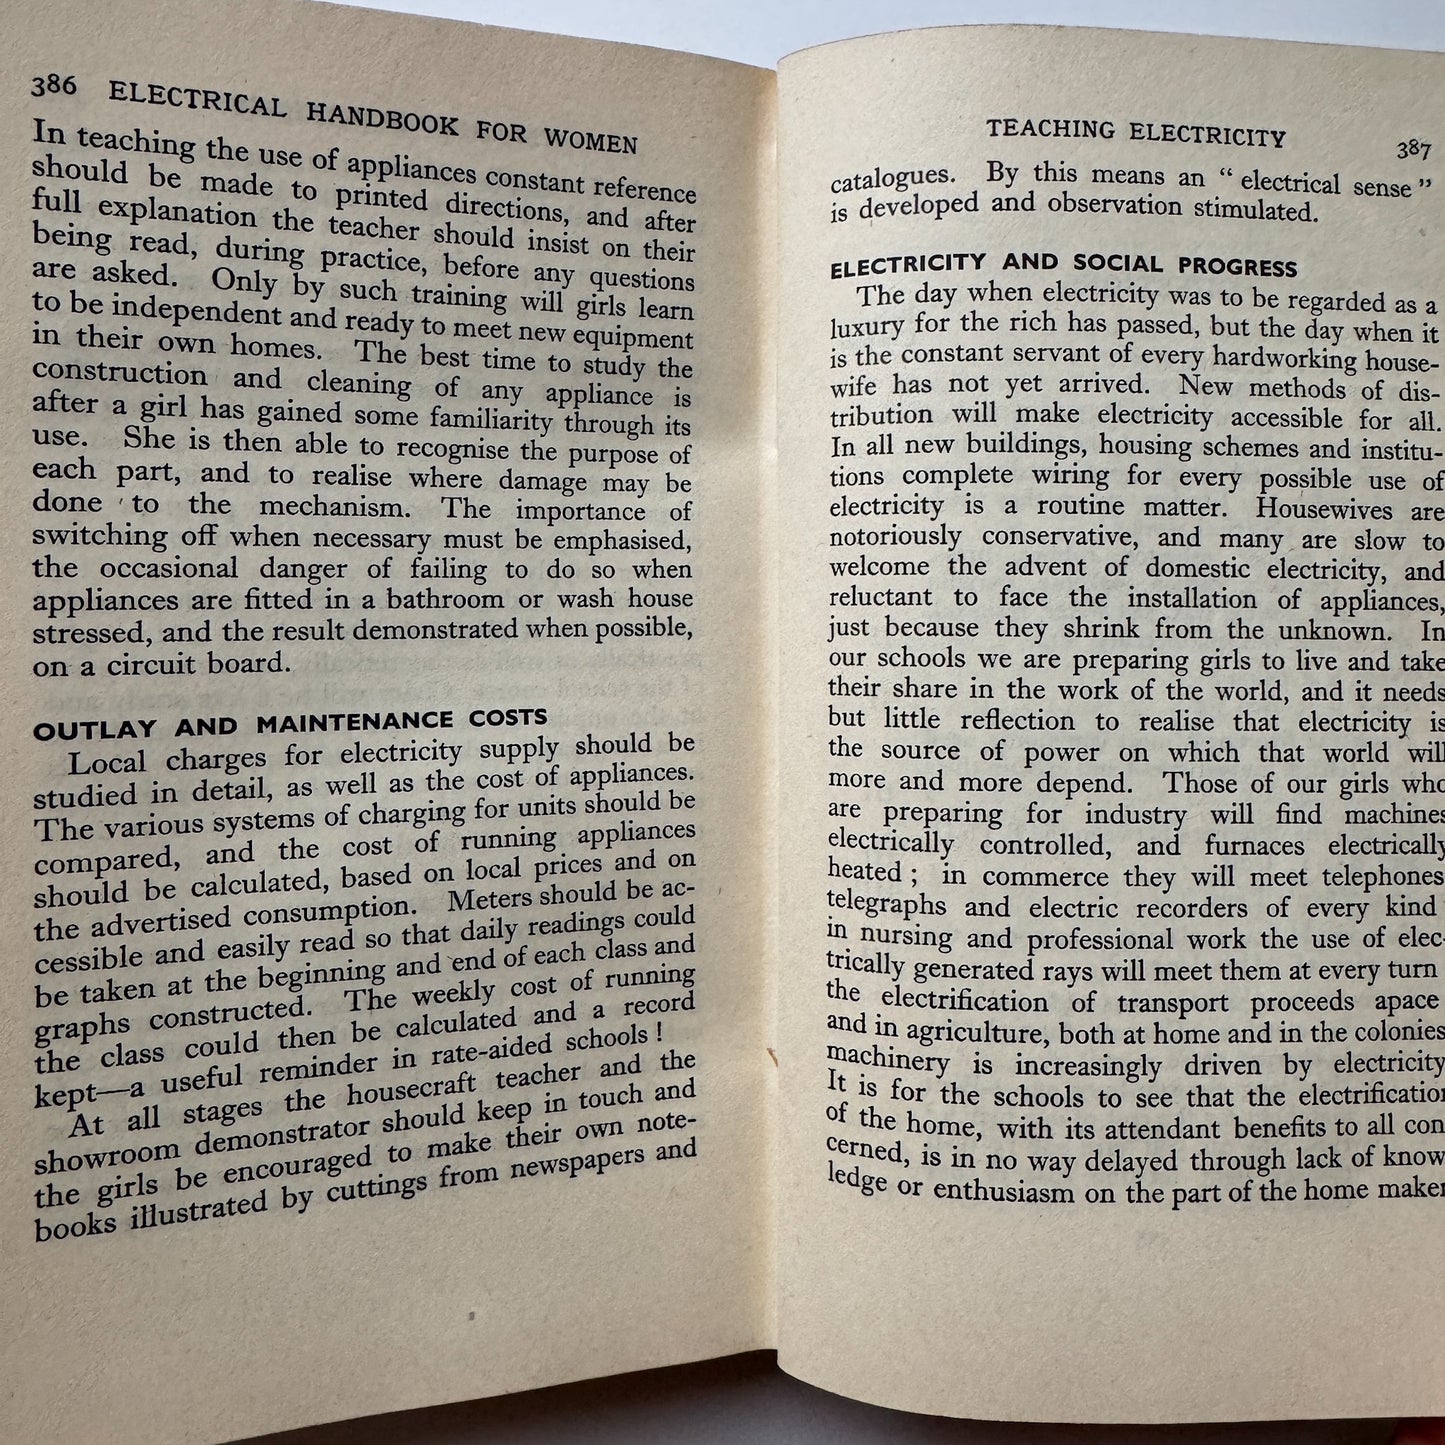 386 ELECTRICAL HANDBOOK FOR WOMEN
In teaching the use of appliances constant reference
should be made to printed directions, and after
full explanation the teacher should insist on their
being read, during practice, before any questions
are asked. Only by such training will girls learn
to be independent and ready to meet new equipment
in their own homes. The best time to study the
construction and cleaning of any appliance is
after a girl has gained some familiarity through its
use. She is then able to recognise the purpose of
each part, and to realise where damage may be
done to the mechanism. The importance of
switching off when necessary must be emphasised,
the occasional danger of failing to do so when
appliances are fitted in a bathroom or wash house
stressed, and the result demonstrated when possible,
on a circuit board.
OUTLAY AND MAINTENANCE COSTS
Local charges for electricity supply should be
studied in detail, as well as the cost of appliances.
The various systems of charging for units should be
compared, and the cost of running appliances
should be calculated, based on local prices and on
the advertised consumption. Meters should be ac-
cessible and easily read so that daily readings could
be taken at the beginning and end of each class and
graphs constructed. The weekly cost of running
the class could then be calculated and a record
kept—a useful reminder in rate-aided schools!
At all stages the housecraft teacher and the
showroom demonstrator should keep in touch and
the girls be encouraged to make their own note-
books illustrated by cuttings from newspapers and
TEACHING ELECTRICITY 387
catalogues. By this means an "electrical sense"
is developed and observation stimulated.
ELECTRICITY AND SOCIAL PROGRESS
The day when electricity was to be regarded as a
luxury for the rich has passed, but the day when it
is the constant servant of every hardworking house-
wife has not yet arrived. New methods of dis-
tribution will make electricity accessible for all.
In all new buildings, housing schemes and institu-
tions complete wiring for every possible use of
electricity is a routine matter. Housewives are
notoriously conservative, and many are slow to
welcome the advent of domestic electricity, and
reluctant to face the installation of appliances,
just because they shrink from the unknown. In
our schools we are preparing girls to live and take
their share in the work of the world, and it needs
but little reflection to realise that electricity is
the source of power on which that world will
more and more depend. Those of our girls who
are preparing for industry will find machines
electrically controlled, and furnaces electrically
heated; in commerce they will meet telephones
telegraphs and electric recorders of every kind
in nursing and professional work the use of elec-
trically generated rays will meet them at every turn
the electrification of transport proceeds apace
and in agriculture, both at home and in the colonies
machinery is increasingly driven by electricity
It is for the schools to see that the electrification
of the home, with its attendant benefits to all con
cerned, is in no way delayed through lack of know
ledge or enthusiasm on the part of the home maker